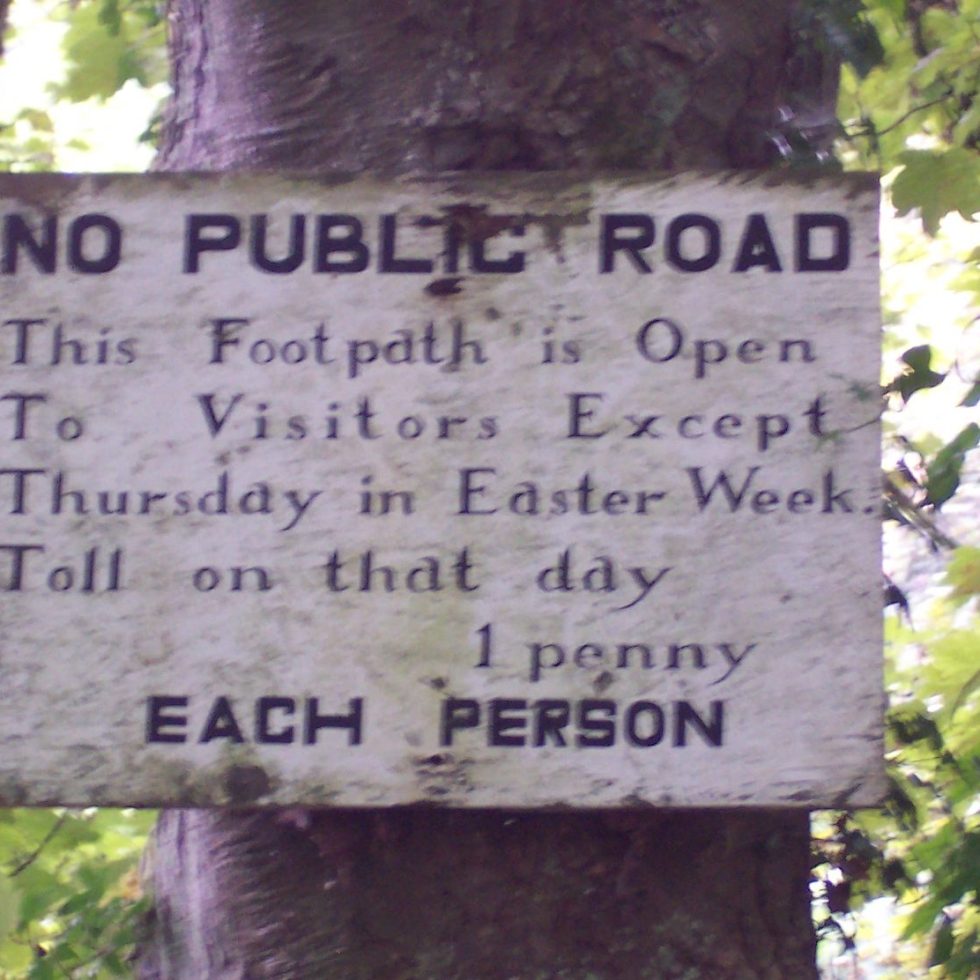 NO PUBLIC ROAD
This Footpath is Open
To Visitors Except
Thursday in Easter Week.
Toll on that day
1 penny
EACH PERSON